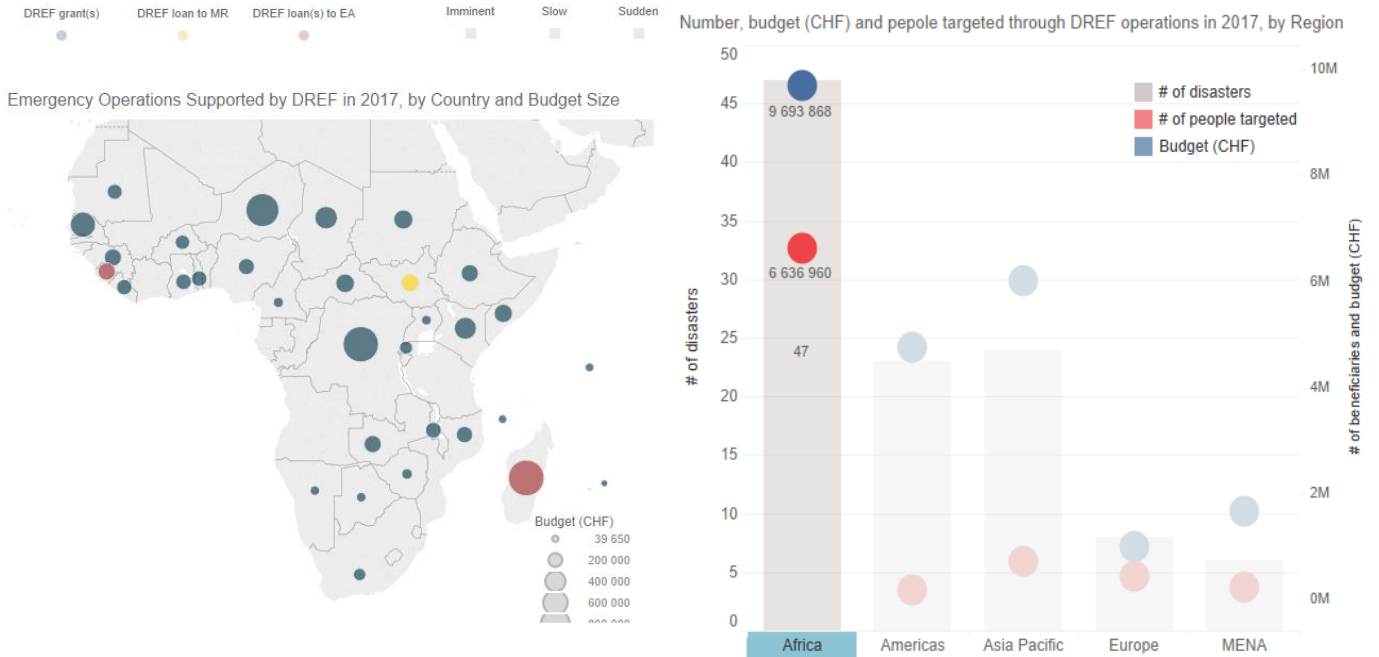 DREF grant(s) DREF loan to MR DREF loan(s) to EA Imminent Slow Sudden
Emergency Operations Supported by DREF in 2017, by Country and Budget Size
Budget (CHF)
39 650
200 000
400 000
600 000
800 000
Number, budget (CHF) and pepole targeted through DREF operations in 2017, by Region
# of disasters
50
45
40
35
30
25
20
15
10
5
0
9 693 868
6 636 960
47
# of disasters
# of people targeted
Budget (CHF)
10M
8M
6M
4M
2M
0M
# of beneficiaries and budget (CHF)
Africa Americas Asia Pacific Europe MENA